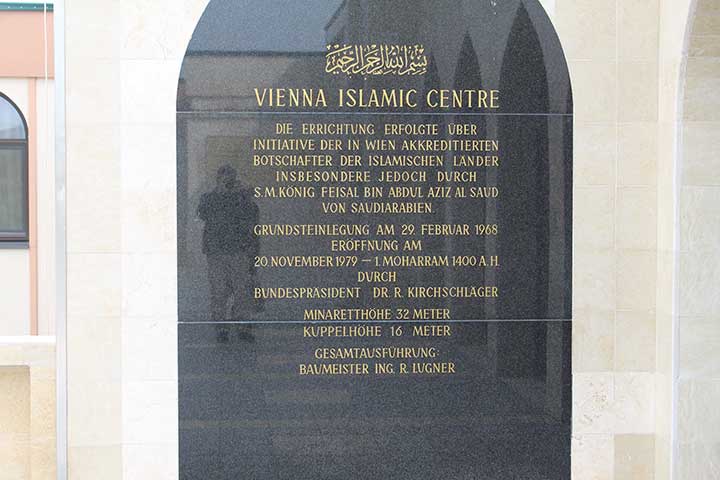 بسم الله الرحمن الرحيم
VIENNA ISLAMIC CENTRE
DIE ERRICHTUNG ERFOLGTE ÜBER
INITIATIVE DER IN WIEN AKKREDITIERTEN
BOTSCHAFTER DER ISLAMISCHEN LÄNDER
INSBESONDERE JEDOCH DURCH
S.M.KÖNIG FEISAL BIN ABDUL AZIZ AL SAUD
VON SAUDIARABIEN.
GRUNDSTEINLEGUNG AM 29. FEBRUAR 1968
ERÖFFNUNG AM
20.NOVEMBER 1979 – 1.MOHARRAM 1400 A.H.
DURCH
BUNDESPRÄSIDENT DR. R. KIRCHSCHLÄGER
MINARETTHÖHE 32 METER
KUPPELHÖHE 16 METER
GESAMTAUSFÜHRUNG:
BAUMEISTER ING. R. LUGNER